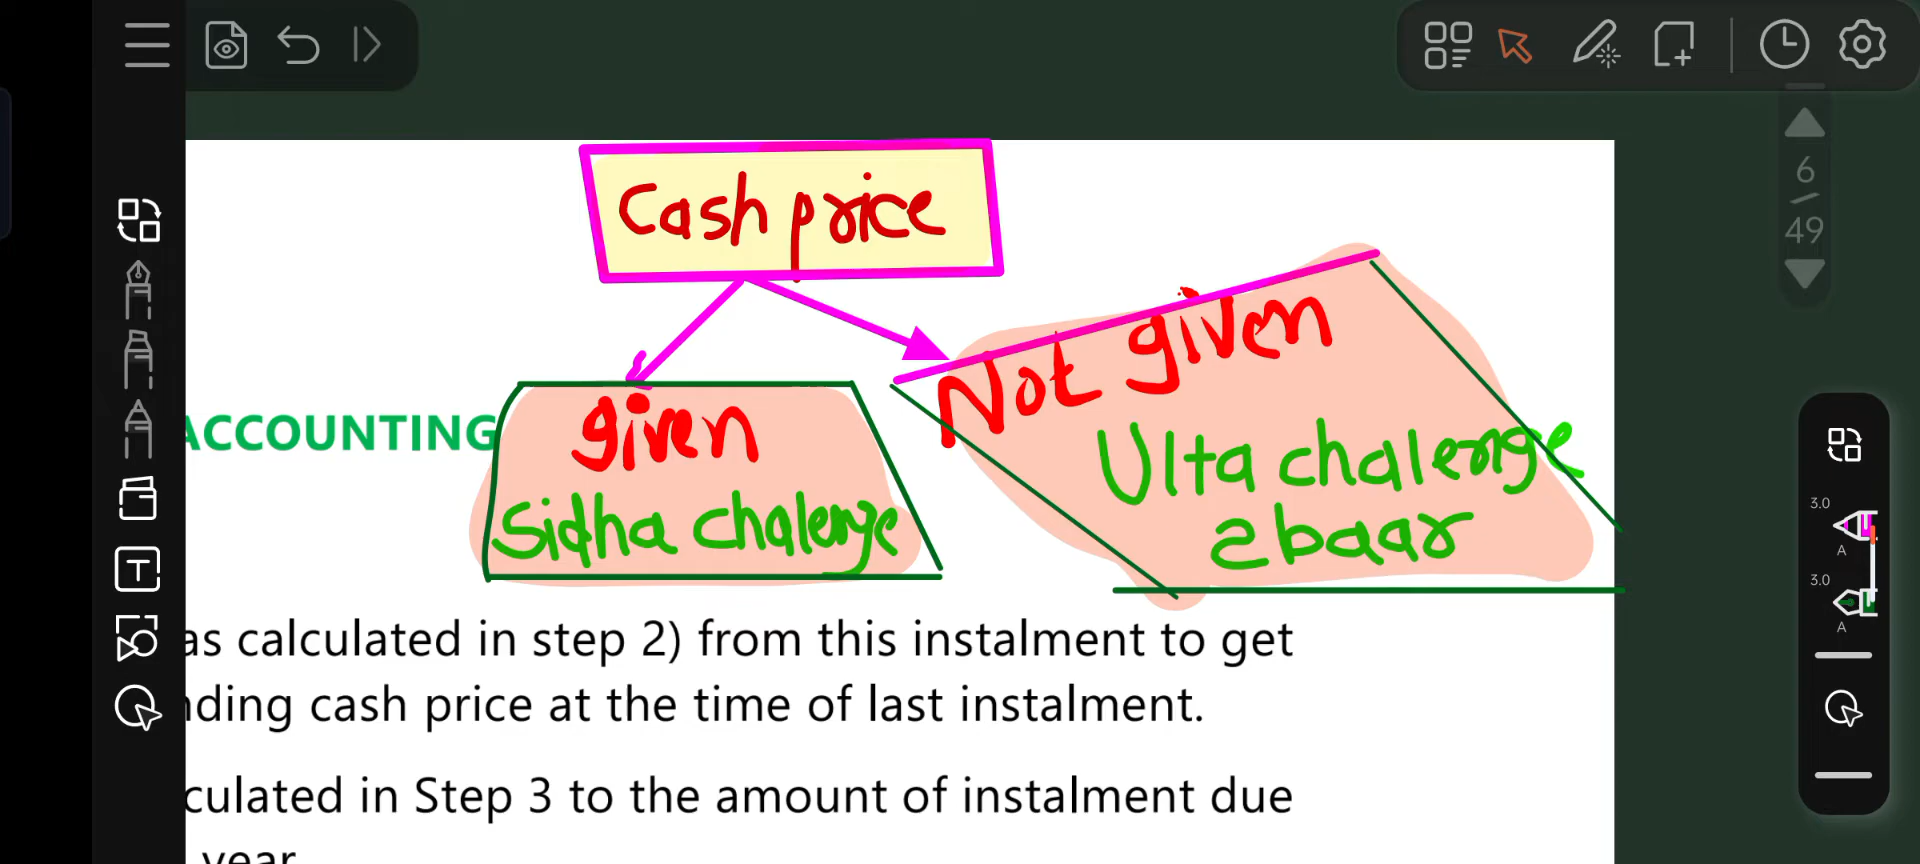 Cash price
6
49
Not given
given
ACCOUNTING
Ulta challenge
Sidha chalenge
2baar
3.0
A
3.0
A
T
as calculated in step 2) from this instalment to get
nding cash price at the time of last instalment.
culated in Step 3 to the amount of instalment due
year